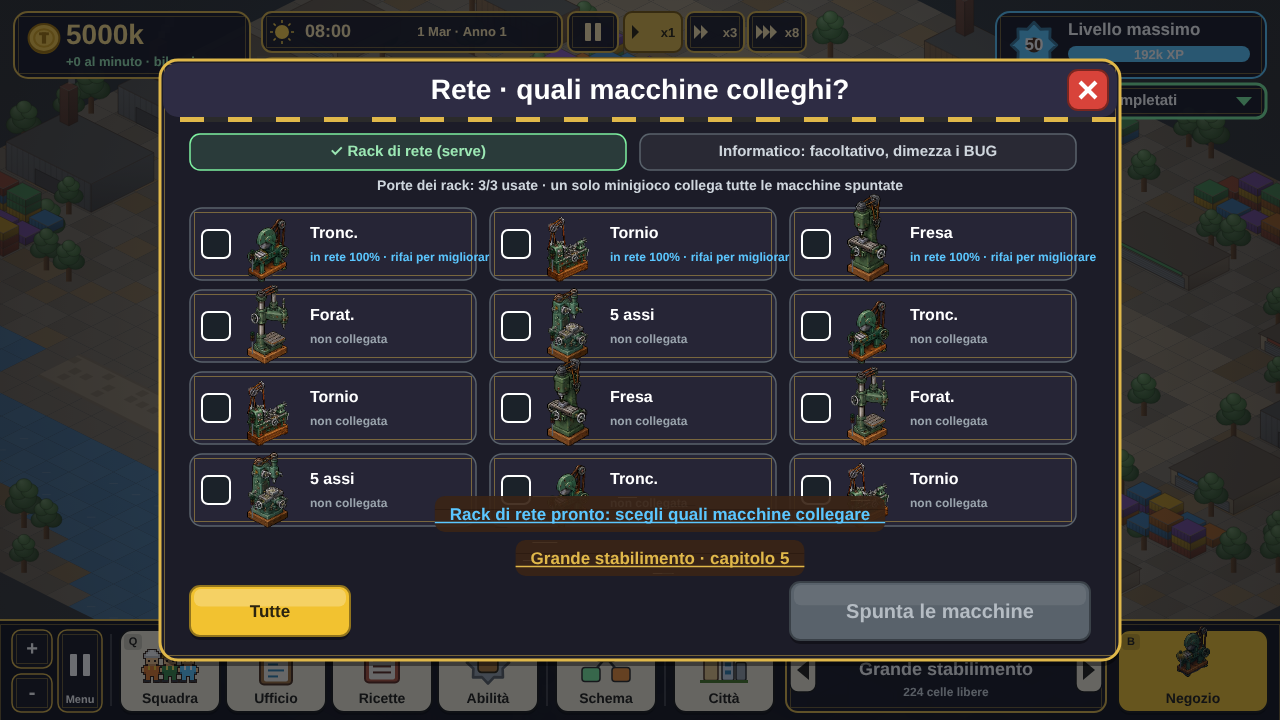 5000k
+0 al minuto · bil
08:00
1 Mar · Anno 1
x1
x3
x8
50
Livello massimo
192k XP
mpletati
Rete · quali macchine colleghi?
✓ Rack di rete (serve)
Informatico: facoltativo, dimezza i BUG
Porte dei rack: 3/3 usate · un solo minigioco collega tutte le macchine spuntate
Tronc.
in rete 100% · rifai per migliorar
Tornio
in rete 100% · rifai per migliorar
Fresa
in rete 100% · rifai per migliorare
Forat.
non collegata
5 assi
non collegata
Tronc.
non collegata
Tornio
non collegata
Fresa
non collegata
Forat.
non collegata
5 assi
non collegata
Tronc.
Tornio
non collegata
Rack di rete pronto: scegli quali macchine collegare
Grande stabilimento · capitolo 5
Tutte
Spunta le macchine
+
-
Menu
Q
Squadra
Ufficio
Ricette
Abilità
Schema
Città
Grande stabilimento
224 celle libere
B
Negozio